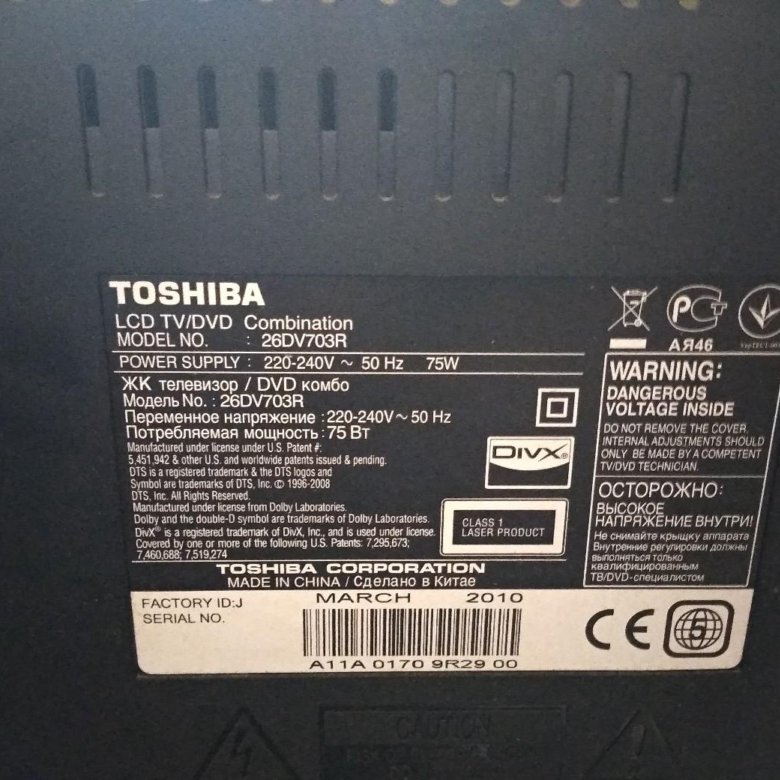 TOSHIBA
LCD TV/DVD Combination
MODEL NO. : 26DV703R
POWER SUPPLY : 220-240V ~ 50 Hz 75W
ЖК телевизор / DVD комбо
Модель No. : 26DV703R
Переменное напряжение : 220-240V ~ 50 Hz
Потребляемая мощность : 75 Вт
Manufactured under license under U.S. Patent #:
5,451,942 & other U.S. and worldwide patents issued & pending.
DTS is a registered trademark & the DTS logos and
Symbol are trademarks of DTS, Inc. © 1996-2008
DTS, Inc. All Rights Reserved.
Manufactured under license from Dolby Laboratories.
Dolby and the double-D symbol are trademarks of Dolby Laboratories.
DivX® is a registered trademark of DivX, Inc., and is used under license.
Covered by one or more of the following U.S. Patents: 7,295,673;
7,460,688; 7,519,274
DIVX®
CLASS 1
LASER PRODUCT
TOSHIBA CORPORATION
MADE IN CHINA / Сделано в Китае
РСТ
АЯ46
WARNING:
DANGEROUS
VOLTAGE INSIDE
DO NOT REMOVE THE COVER.
INTERNAL ADJUSTMENTS SHOULD
ONLY BE MADE BY A COMPETENT
TV/DVD TECHNICIAN.
ОСТОРОЖНО:
ВЫСОКОЕ
НАПРЯЖЕНИЕ ВНУТРИ!
Не снимайте крышку аппарата
Внутренние регулировки должны
выполняться только
квалифицированным
ТВ/DVD-специалистом
FACTORY ID:J
SERIAL NO.
MARCH 2010
A11A 0170 9R29 00
CE 5
CAUTION